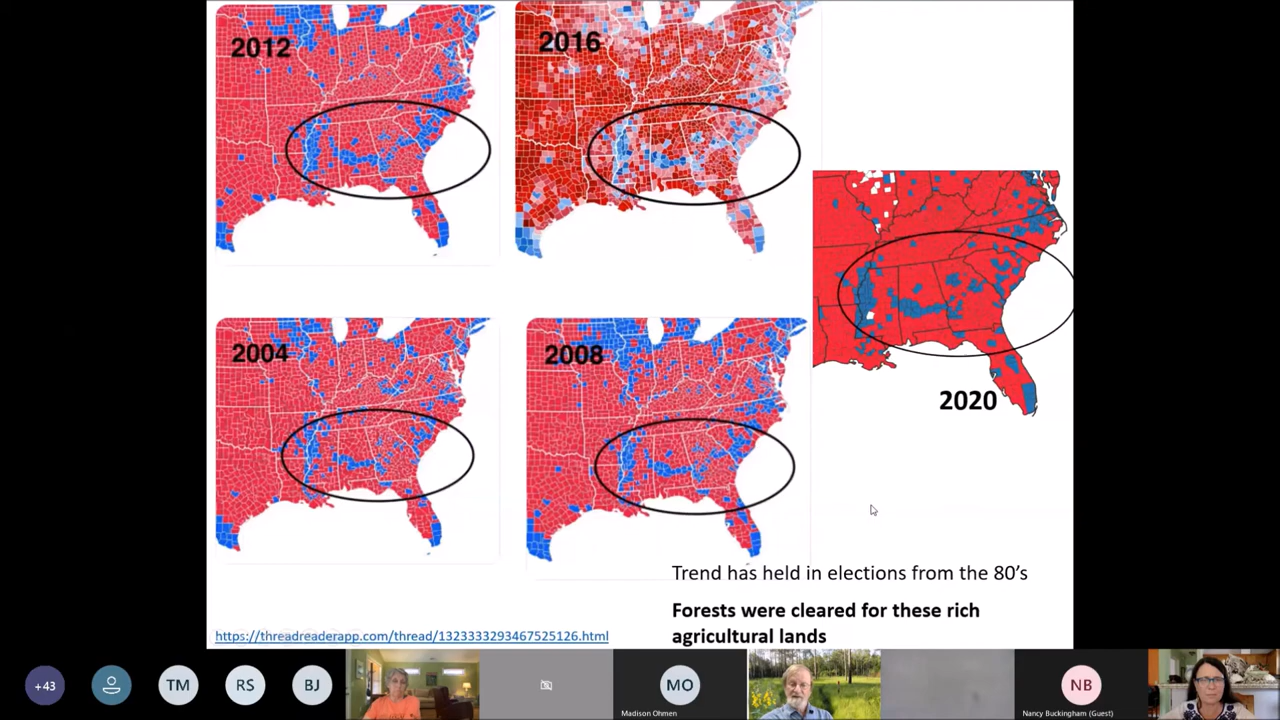 2012
2016
2004
2008
2020
Trend has held in elections from the 80's
Forests were cleared for these rich
agricultural lands
https://threadreaderapp.com/thread/1323333293467525126.html
+43
TM
RS
BJ
MO
Madison Ohmen
NB
Nancy Buckingham (Guest)